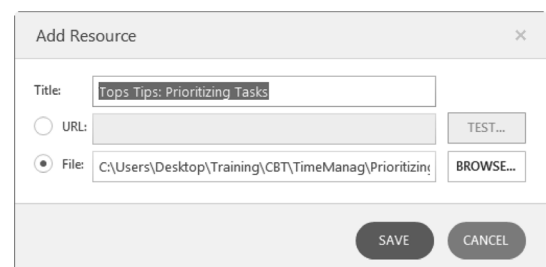 Add Resource ×
Title: Tops Tips: Prioritizing Tasks
URL: TEST...
File: C:\Users\Desktop\Training\CBT\TimeManag\Prioritizing BROWSE...
SAVE CANCEL